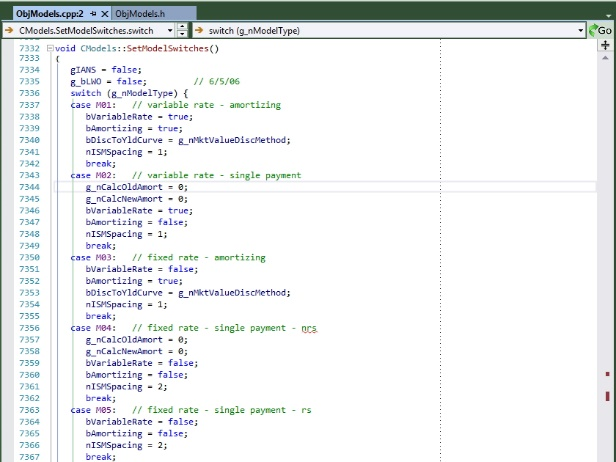 ObjModels.cpp:2 ObjModels.h
CModels.SetModelSwitches.switch switch (g_nModelType) Go
7332 void CModels::SetModelSwitches()
7333 {
7334 gIANS = false;
7335 g_bLWO = false; // 6/5/06
7336 switch (g_nModelType) {
7337 case M01: // variable rate - amortizing
7338 bVariableRate = true;
7339 bAmortizing = true;
7340 bDiscToYldCurve = g_nMktValueDiscMethod;
7341 nISMSpacing = 1;
7342 break;
7343 case M02: // variable rate - single payment
7344 g_nCalcOldAmort = 0;
7345 g_nCalcNewAmort = 0;
7346 bVariableRate = true;
7347 bAmortizing = false;
7348 nISMSpacing = 1;
7349 break;
7350 case M03: // fixed rate - amortizing
7351 bVariableRate = false;
7352 bAmortizing = true;
7353 bDiscToYldCurve = g_nMktValueDiscMethod;
7354 nISMSpacing = 1;
7355 break;
7356 case M04: // fixed rate - single payment - nrs
7357 g_nCalcOldAmort = 0;
7358 g_nCalcNewAmort = 0;
7359 bVariableRate = false;
7360 bAmortizing = false;
7361 nISMSpacing = 2;
7362 break;
7363 case M05: // fixed rate - single payment - rs
7364 bVariableRate = false;
7365 bAmortizing = false;
7366 nISMSpacing = 2;
7367 break;